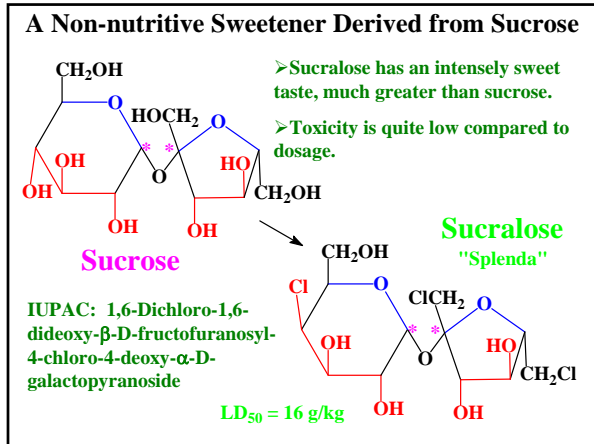 A Non-nutritive Sweetener Derived from Sucrose
CH₂OH
O
HOCH₂
O
➢Sucralose has an intensely sweet
taste, much greater than sucrose.
➢Toxicity is quite low compared to
dosage.
* *
OH
OH
O
HO
CH₂OH
OH
OH
Sucrose
CH₂OH
Cl
O
ClCH₂
O
Sucralose
"Splenda"
* *
OH
O
HO
CH₂Cl
OH
OH
IUPAC: 1,6-Dichloro-1,6-
dideoxy-β-D-fructofuranosyl-
4-chloro-4-deoxy-α-D-
galactopyranoside
LD₅₀ = 16 g/kg